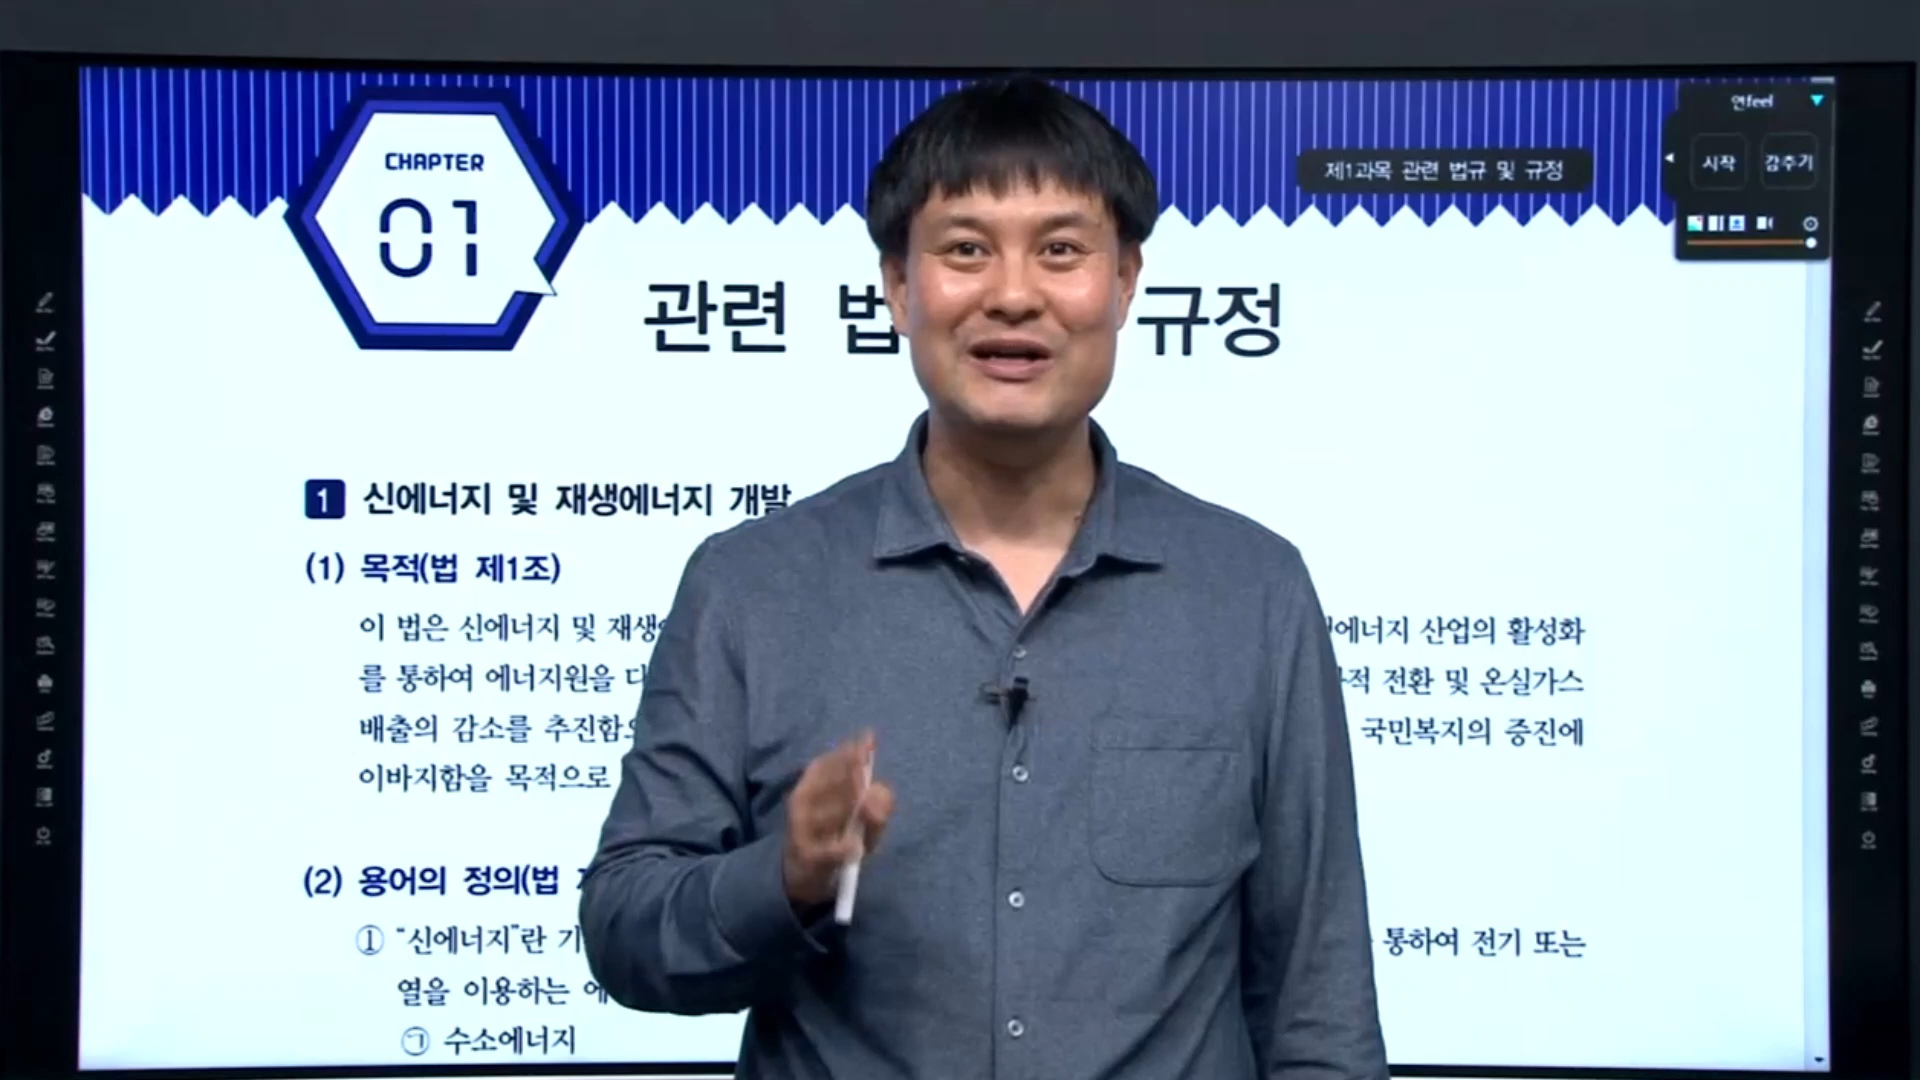 CHAPTER
01
제1과목 관련 법규 및 규정
연feel
시작 감추기
관련 법 규정
1 신에너지 및 재생에너지 개발
(1) 목적(법 제1조)
이 법은 신에너지 및 재생 에너지 산업의 활성화
를 통하여 에너지원을 적 전환 및 온실가스
배출의 감소를 추진함 국민복지의 증진에
이바지함을 목적으로
(2) 용어의 정의(법
① "신에너지"란 통하여 전기 또는
열을 이용하는
㉠ 수소에너지